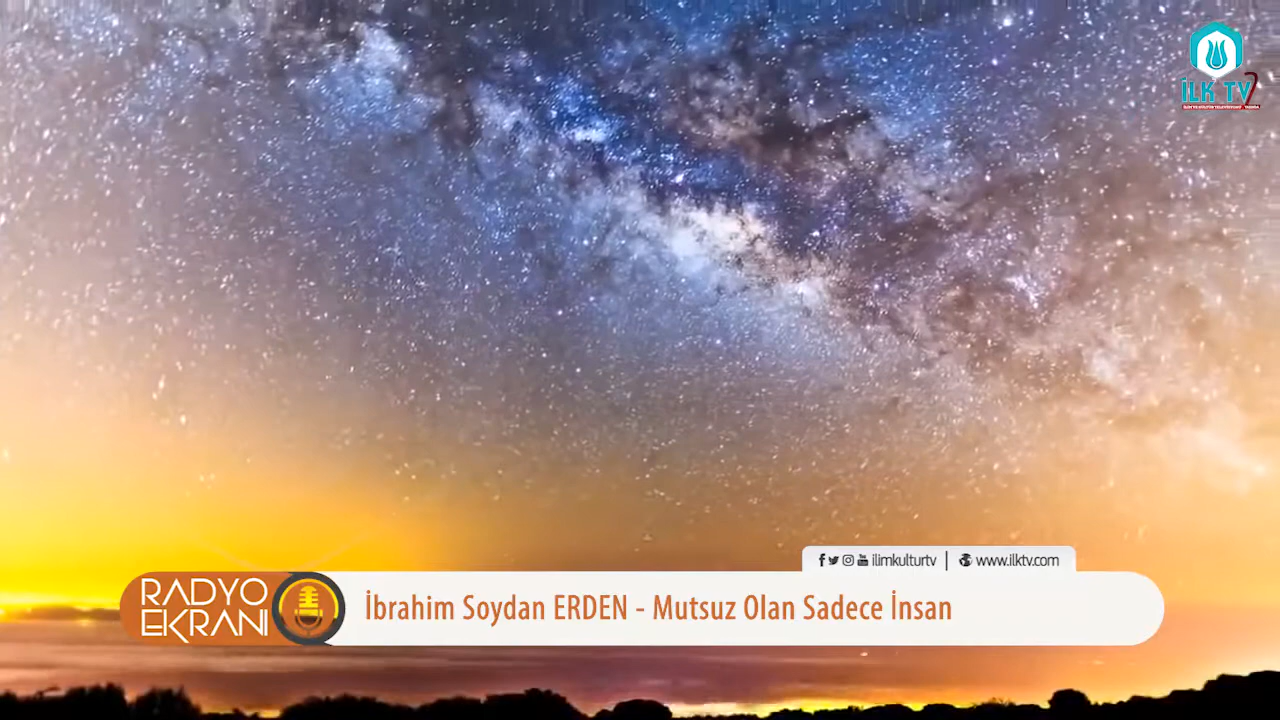 İLK TV
ilimkulturtv | www.ilktv.com
RADYO
EKRANI
İbrahim Soydan ERDEN - Mutsuz Olan Sadece İnsan